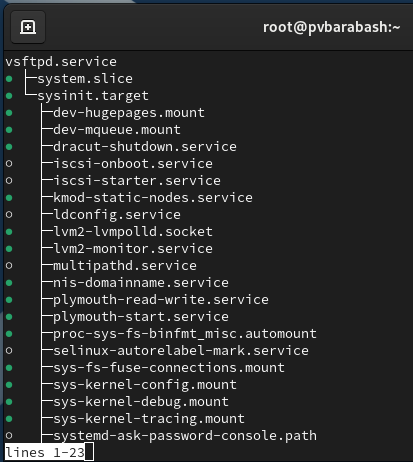 root@pvbarabash:~
vsftpd.service
● ├─system.slice
● └─sysinit.target
●   ├─dev-hugepages.mount
●   ├─dev-mqueue.mount
●   ├─dracut-shutdown.service
○   ├─iscsi-onboot.service
○   ├─iscsi-starter.service
●   ├─kmod-static-nodes.service
○   ├─ldconfig.service
●   ├─lvm2-lvmpolld.socket
●   ├─lvm2-monitor.service
○   ├─multipathd.service
●   ├─nis-domainname.service
●   ├─plymouth-read-write.service
●   ├─plymouth-start.service
●   ├─proc-sys-fs-binfmt_misc.automount
○   ├─selinux-autorelabel-mark.service
●   ├─sys-fs-fuse-connections.mount
●   ├─sys-kernel-config.mount
●   ├─sys-kernel-debug.mount
●   ├─sys-kernel-tracing.mount
○   ├─systemd-ask-password-console.path
lines 1-23